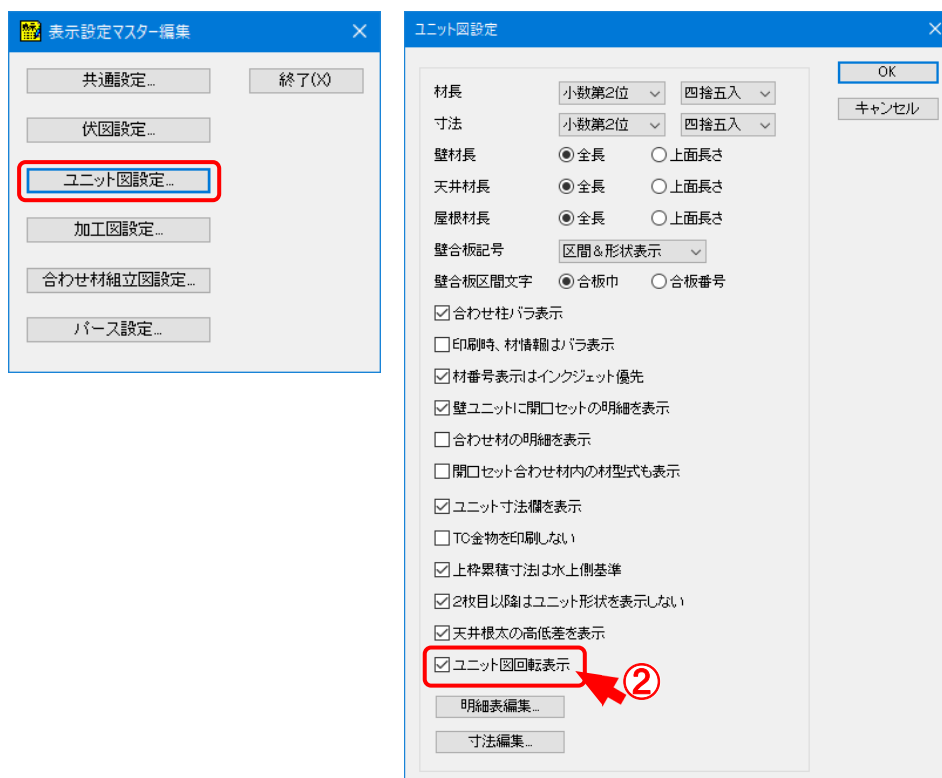 表示設定マスター編集
共通設定... 終了(X)
伏図設定...
ユニット図設定...
加工図設定...
合わせ材組立図設定...
パース設定...
ユニット図設定
OK
キャンセル
材長 小数第2位 四捨五入
寸法 小数第2位 四捨五入
壁材長 全長 上面長さ
天井材長 全長 上面長さ
屋根材長 全長 上面長さ
壁合板記号 区間&形状表示
壁合板区間文字 合板巾 合板番号
合わせ柱バラ表示
印刷時、材情報はバラ表示
材番号表示はインクジェット優先
壁ユニットに開口セットの明細を表示
合わせ材の明細を表示
開口セット合わせ材内の材型式も表示
ユニット寸法欄を表示
TC金物を印刷しない
上枠累積寸法は水上側基準
2枚目以降はユニット形状を表示しない
天井根太の高低差を表示
ユニット図回転表示
②
明細表編集...
寸法編集...